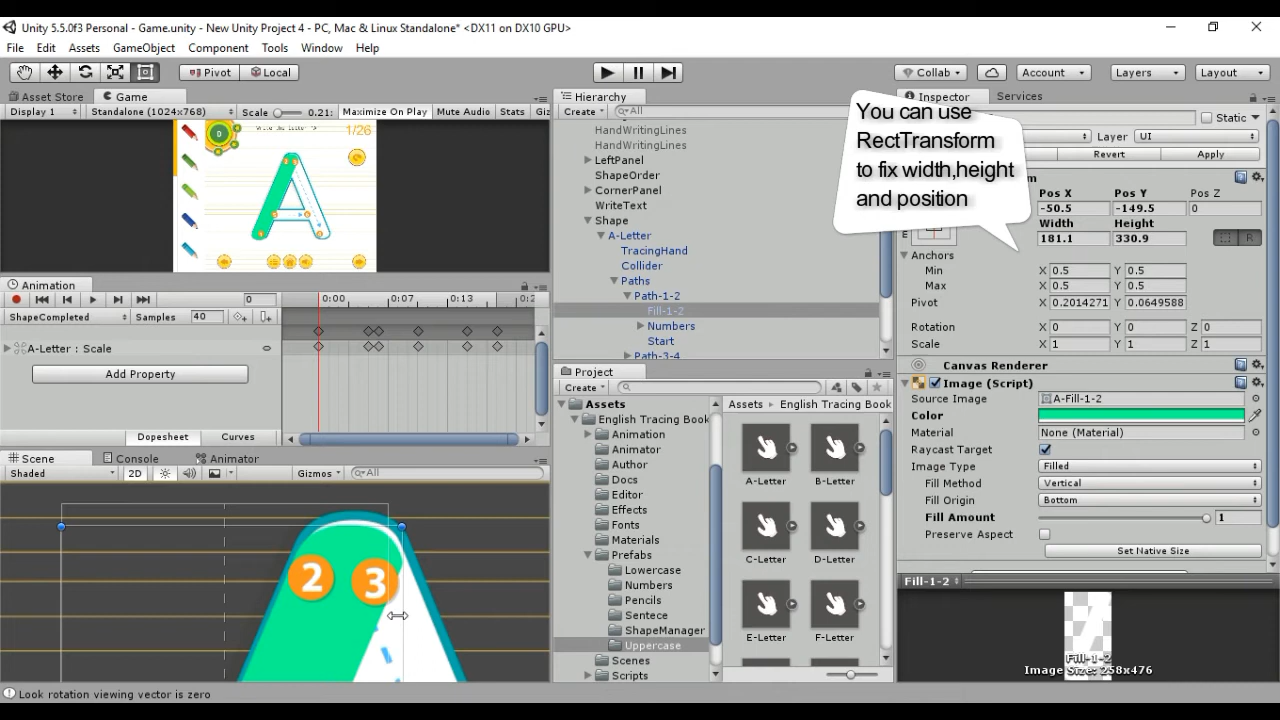 Unity 5.5.0f3 Personal - Game.unity - New Unity Project 4 - PC, Mac & Linux Standalone* <DX11 on DX10 GPU>
File Edit Assets GameObject Component Tools Window Help
Pivot Local Collab Account Layers Layout
Asset Store Game
Display 1 Standalone (1024x768) Scale 0.21: Maximize On Play Mute Audio Stats Giz
1/26
D
Animation
0 0:00 0:07 0:13 0:2
ShapeCompleted Samples 40
A-Letter : Scale
Add Property
Dopesheet Curves
Scene Console Animator
Shaded 2D Gizmos All
2 3
Look rotation viewing vector is zero
Hierarchy
Create All
HandWritingLines
HandWritingLines
LeftPanel
ShapeOrder
CornerPanel
WriteText
Shape
A-Letter
TracingHand
Collider
Paths
Path-1-2
Fill-1-2
Numbers
Start
Path-3-4
Project
Create
Assets
English Tracing Book
Animation
Animator
Author
Docs
Editor
Effects
Fonts
Materials
Prefabs
Lowercase
Numbers
Pencils
Sentece
ShapeManager
Uppercase
Scenes
Scripts
Assets English Tracing Book
A-Letter B-Letter
C-Letter D-Letter
E-Letter F-Letter
Inspector Services
You can use
RectTransform
to fix width,height
and position
Static
Layer UI
Revert Apply
Pos X Pos Y Pos Z
-50.5 -149.5 0
Width Height
181.1 330.9
R
Anchors
Min X 0.5 Y 0.5
Max X 0.5 Y 0.5
Pivot X 0.2014271 Y 0.0649588
Rotation X 0 Y 0 Z 0
Scale X 1 Y 1 Z 1
Canvas Renderer
Image (Script)
Source Image A-Fill-1-2
Color
Material None (Material)
Raycast Target
Image Type Filled
Fill Method Vertical
Fill Origin Bottom
Fill Amount 1
Preserve Aspect
Set Native Size
Fill-1-2
Fill-1-2
Image Size: 258x476